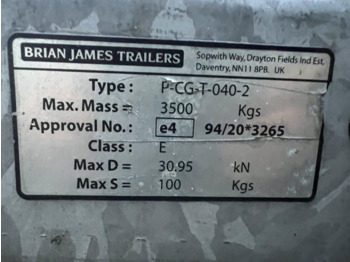 BRIAN JAMES TRAILERS
Sopwith Way, Drayton Fields Ind Est.
Daventry, NN11 8PB. UK
Type : P-CG-T-040-2
Max. Mass = 3500 Kgs
Approval No. : e4 94/20*3265
Class : E
Max D = 30.95 kN
Max S = 100 Kgs